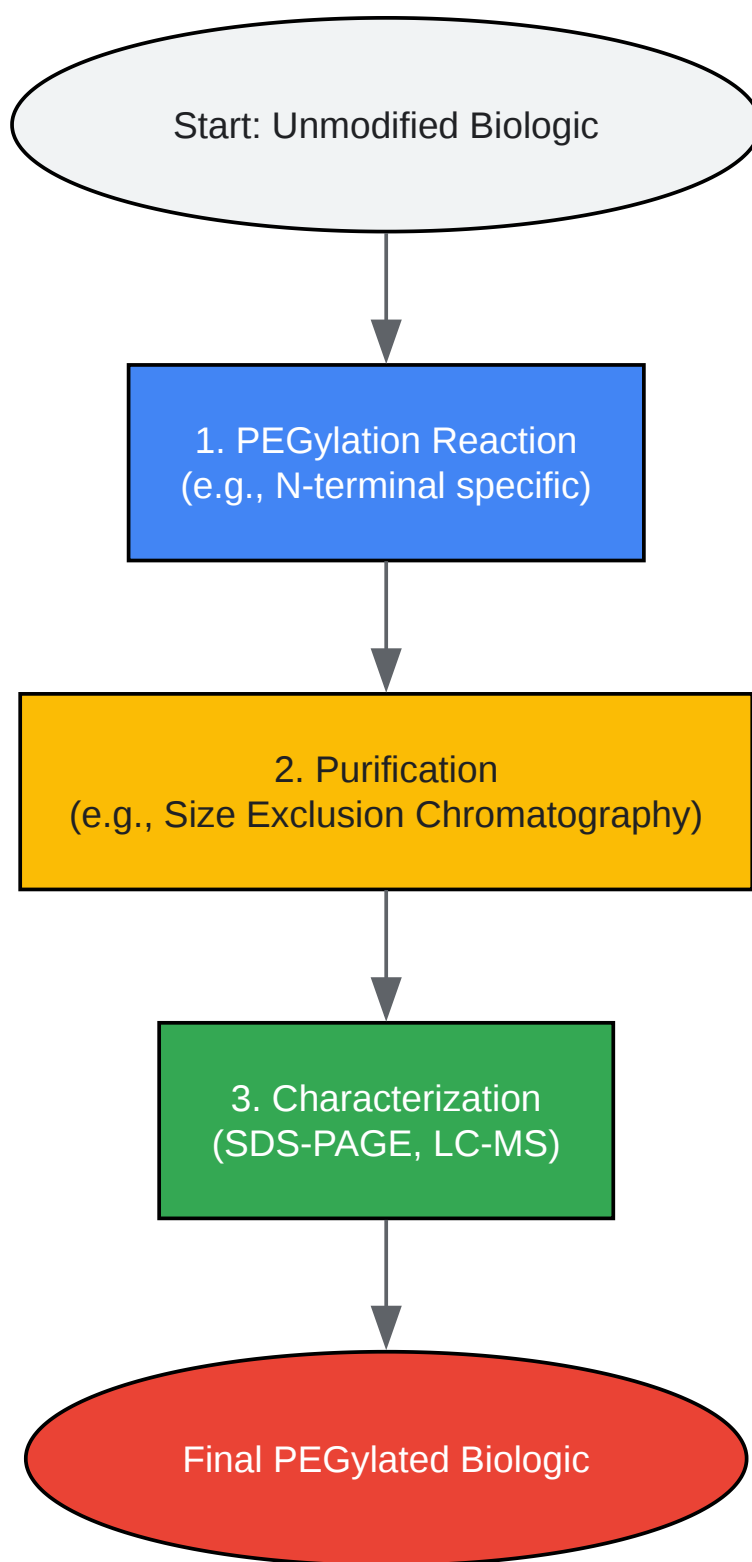 Start: Unmodified Biologic
1. PEGylation Reaction
(e.g., N-terminal specific)
2. Purification
(e.g., Size Exclusion Chromatography)
3. Characterization
(SDS-PAGE, LC-MS)
Final PEGylated Biologic